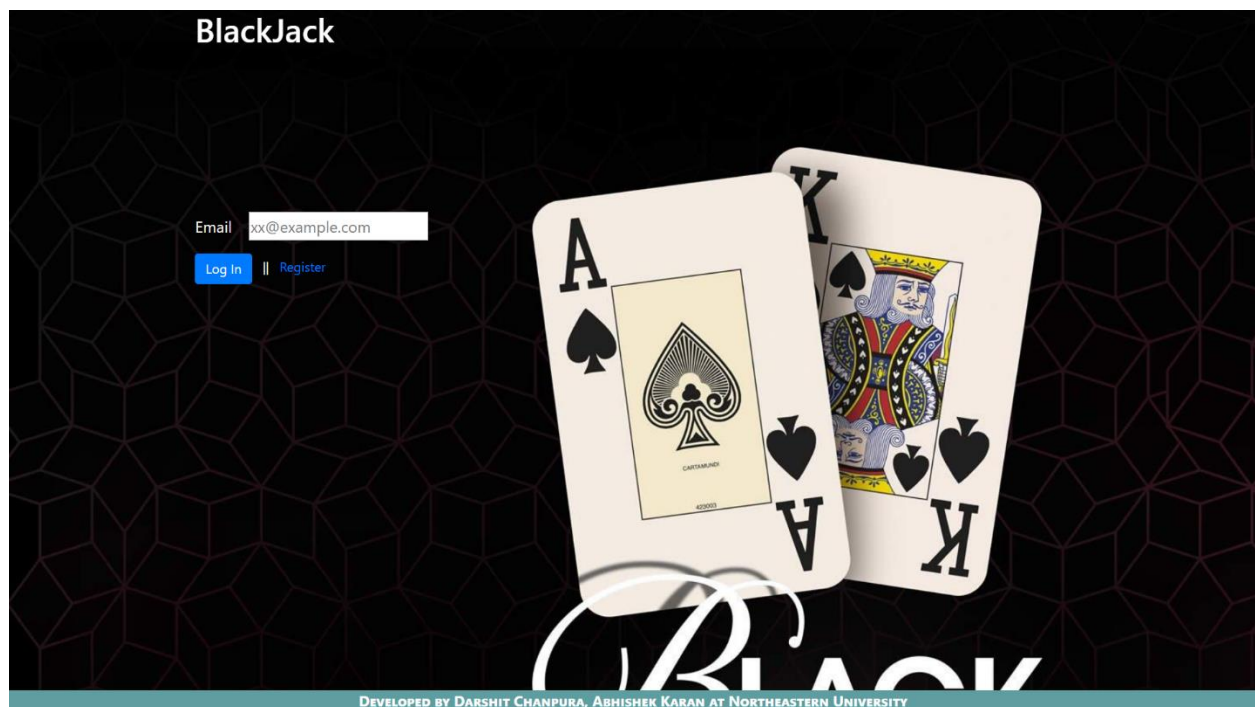 BlackJack
Email xx@example.com
Log In || Register
A
K
CARTAMUNDI
423003
A
K
BLACK
DEVELOPED BY DARSHIT CHANPURA, ABHISHEK KARAN AT NORTHEASTERN UNIVERSITY